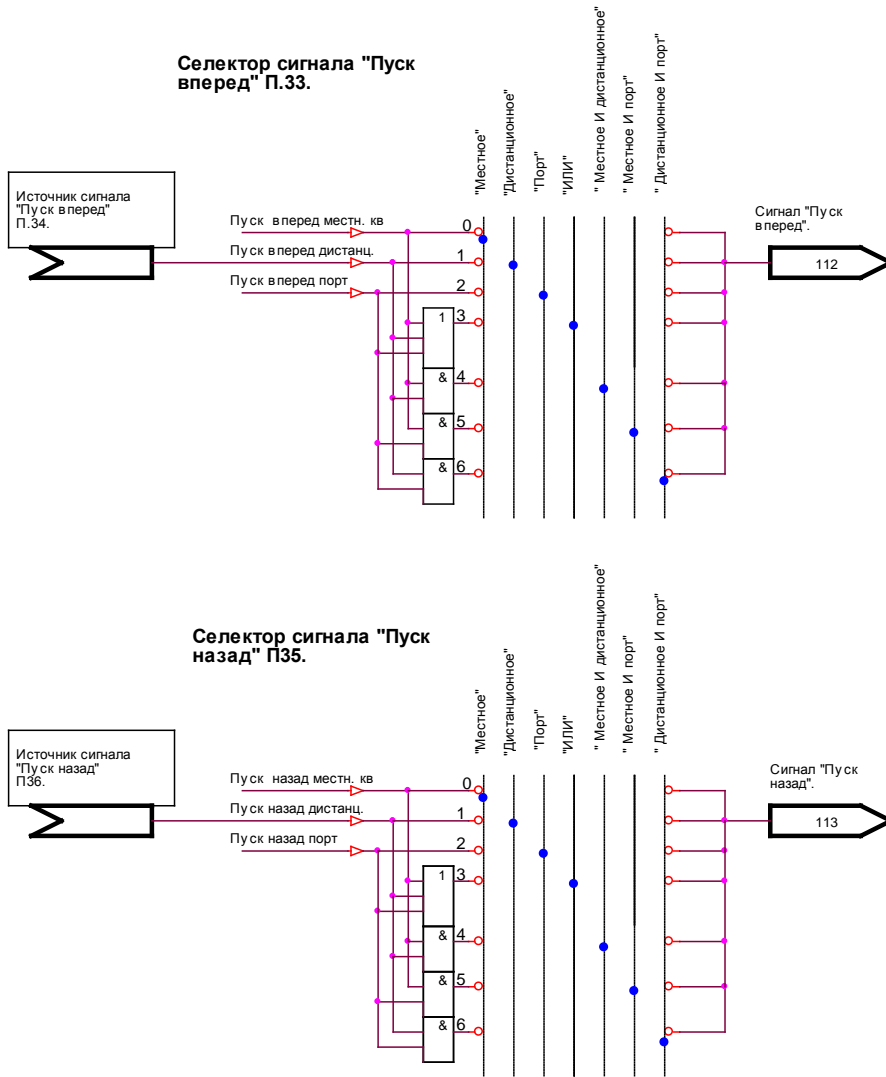 Селектор сигнала "Пуск
вперед" П.33.
"Местное"
"Дистанционное"
"Порт"
"ИЛИ"
" Местное И дистанционное"
" Местное И порт"
" Дистанционное И порт"
Источник сигнала
"Пуск вперед"
П.34.
Пуск вперед местн. кв
Пуск вперед дистанц.
Пуск вперед порт
0
1
2
1
3
&
4
&
5
&
6
Сигнал "Пуск
вперед".
112
Селектор сигнала "Пуск
назад" П35.
"Местное"
"Дистанционное"
"Порт"
"ИЛИ"
" Местное И дистанционное"
" Местное И порт"
" Дистанционное И порт"
Источник сигнала
"Пуск назад"
П36.
Пуск назад местн. кв
Пуск назад дистанц.
Пуск назад порт
0
1
2
1
3
&
4
&
5
&
6
Сигнал "Пуск
назад".
113